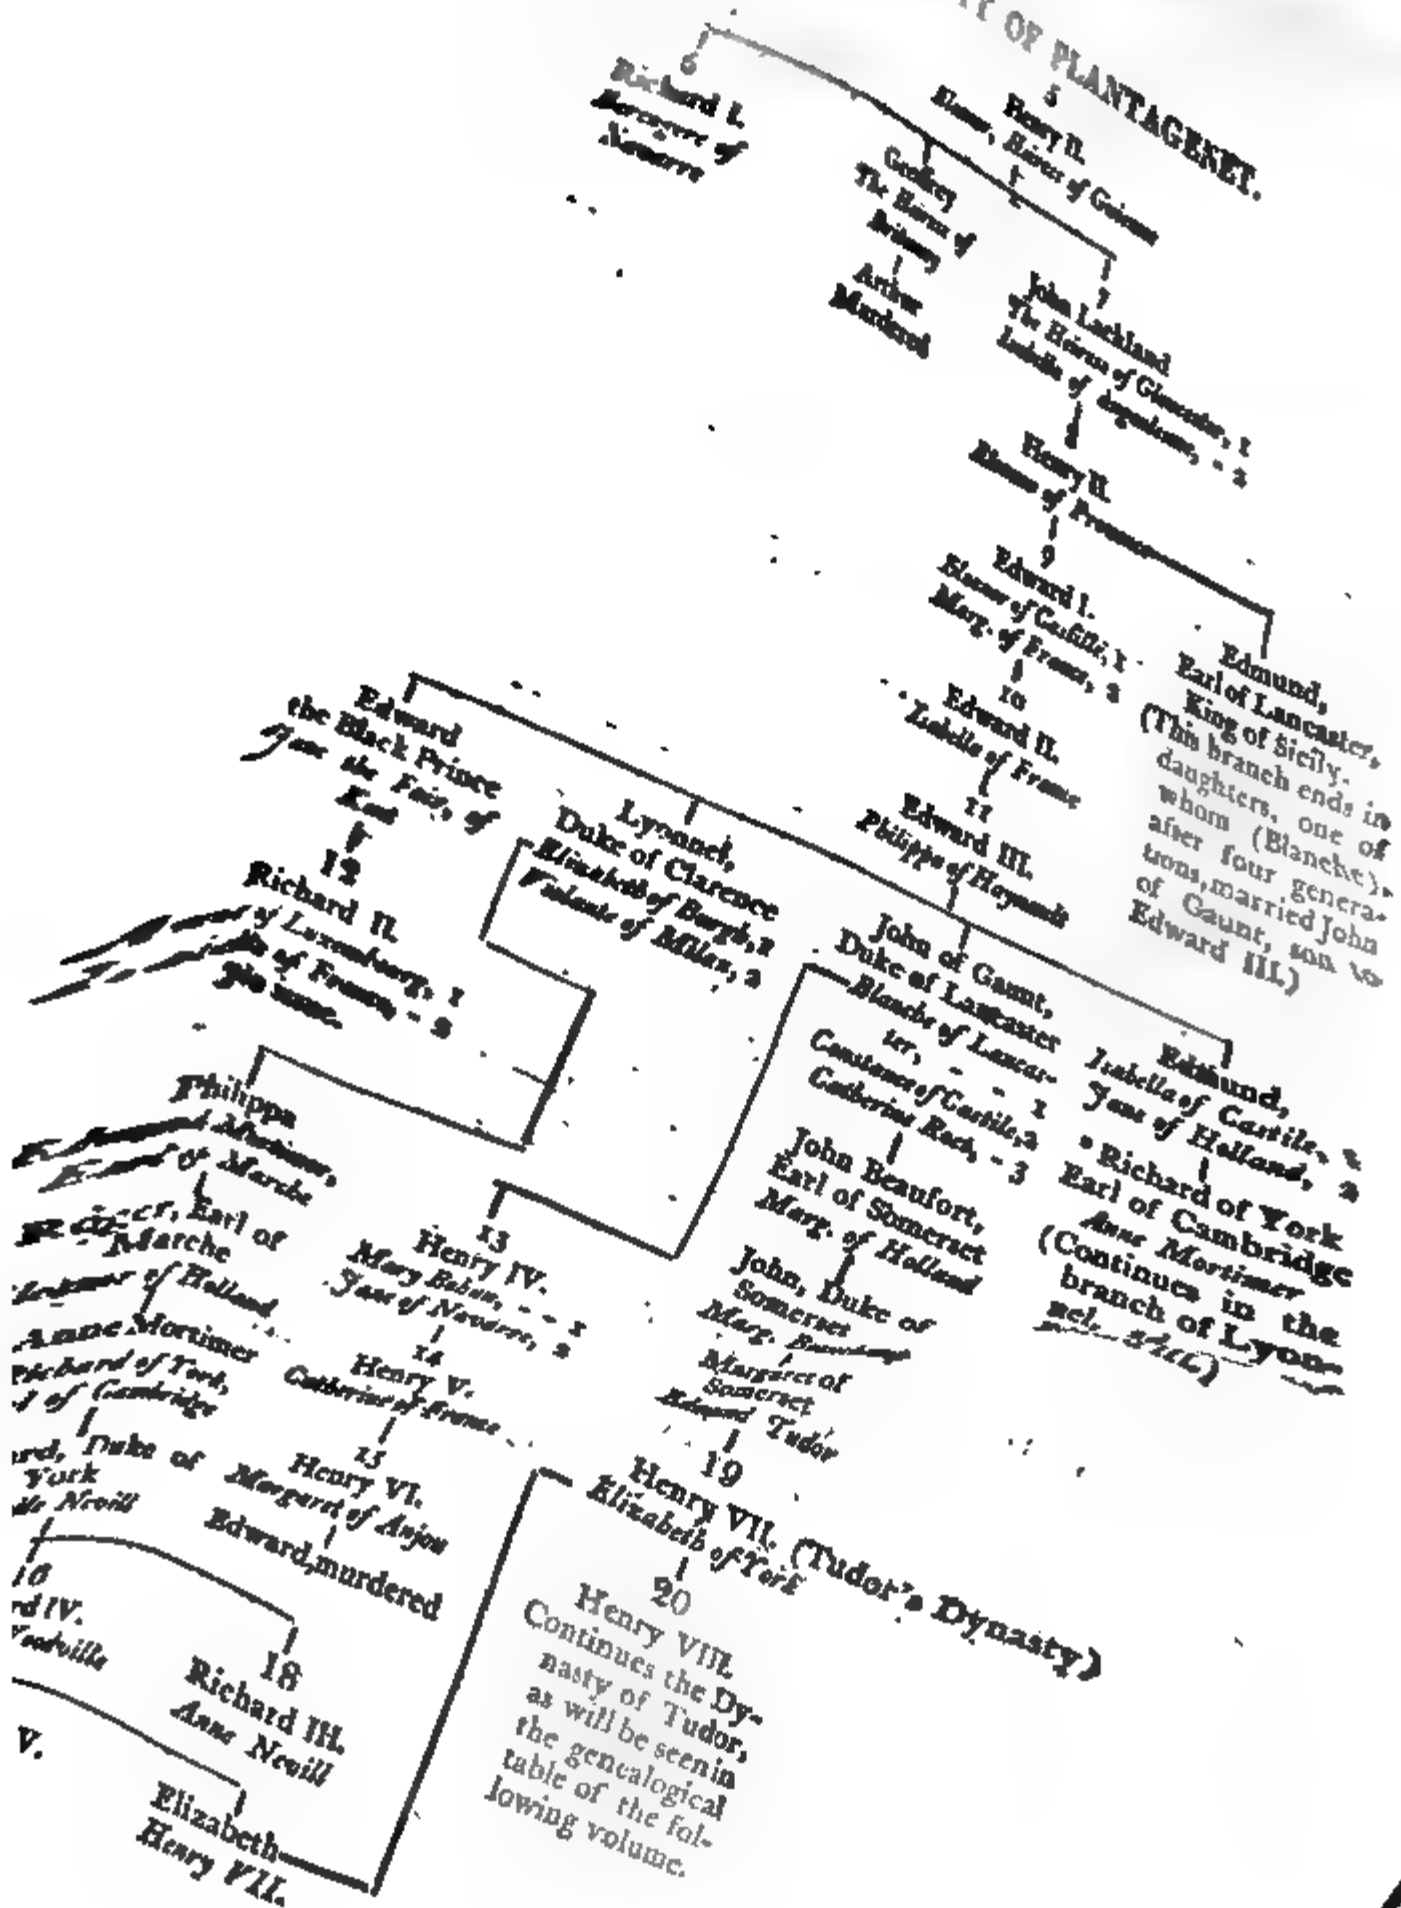 OF PLANTAGENET.
5
Henry II.
Heiress of Guienne
6
Richard I.
of
Navarre
Geoffrey
The Heiress of
Britany
Arthur
Murdered
7
John Lackland
The Heiress of Gloucester, 1
Isabella of - 2
8
Henry II.
of
9
Edward I.
Eleanor of Castille, 1
Marg. of France, 2
Edmund,
Earl of Lancaster,
King of Sicily.
(This branch ends in
daughters, one of
whom (Blanche),
after four genera-
tions, married John
of Gaunt, son to
Edward III.)
10
Edward II.
Isabella of France
11
Edward III.
Philippa of
Edward
the Black Prince
Jane the Fair, of
Kent
12
Richard II.
of Luxembourg, 1
of France, - 2
No issue.
Lyonnel,
Duke of Clarence
Elizabeth of Burgh, 1
Violante of Millan, 2
John of Gaunt,
Duke of Lancaster
Blanche of Lancas-
ter, - - 1
Constance of Castile, 2
Catherine - 3
Edmund,
Isabella of Castile,
Jane of Holland, 2
Richard of York
Earl of Cambridge
Anne Mortimer
(Continues in the
branch of Lyon-
nel.
Philippa
Mortimer,
of Marche
Earl of
Marche
of Holland
Anne Mortimer
Richard of York,
of Cambridge
Duke of
York
Nevill
13
Henry IV.
Mary - - 1
Jane of Navarre, 2
14
Henry V.
Catherine of France
15
Henry VI.
Margaret of Anjou
Edward, murdered
John Beaufort,
Earl of Somerset
Marg. of Holland
John, Duke of
Somerset
Marg.
Margaret of
Somerset
Edmund Tudor
19
Henry VII. (Tudor's Dynasty)
Elizabeth of York
20
Henry VIII.
Continues the Dy-
nasty of Tudor,
as will be seen in
the genealogical
table of the fol-
lowing volume.
16
IV.
18
Richard III.
Anne Nevill
V.
Elizabeth
Henry VII.